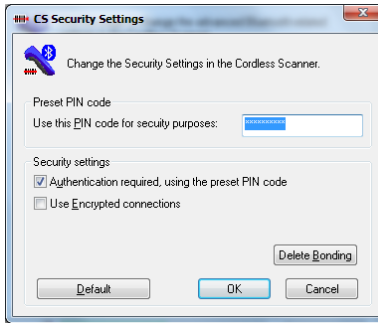 CS Security Settings
Change the Security Settings in the Cordless Scanner.
Preset PIN code
Use this PIN code for secuity purposes:
xxxxxxxxxx
Security settings
Authentication required, using the preset PIN code
Use Encrypted connections
Delete Bonding
Default
OK
Cancel